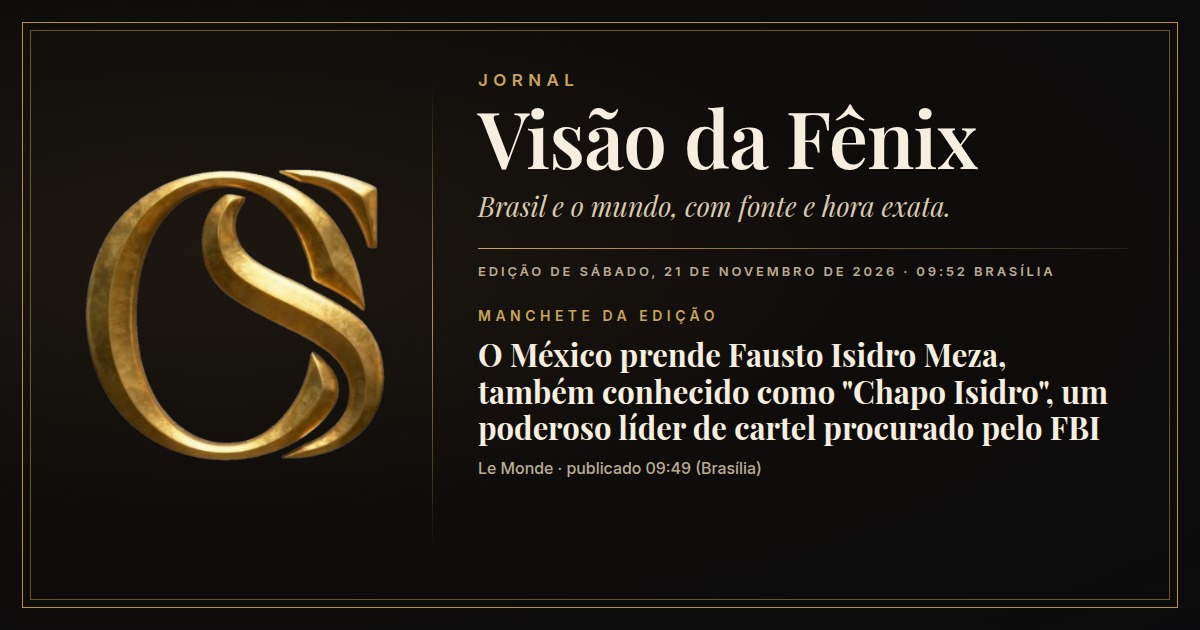 JORNAL
Visão da Fênix
Brasil e o mundo, com fonte e hora exata.
EDIÇÃO DE SÁBADO, 21 DE NOVEMBRO DE 2026 · 09:52 BRASÍLIA
MANCHETE DA EDIÇÃO
O México prende Fausto Isidro Meza,
também conhecido como "Chapo Isidro", um
poderoso líder de cartel procurado pelo FBI
Le Monde · publicado 09:49 (Brasília)